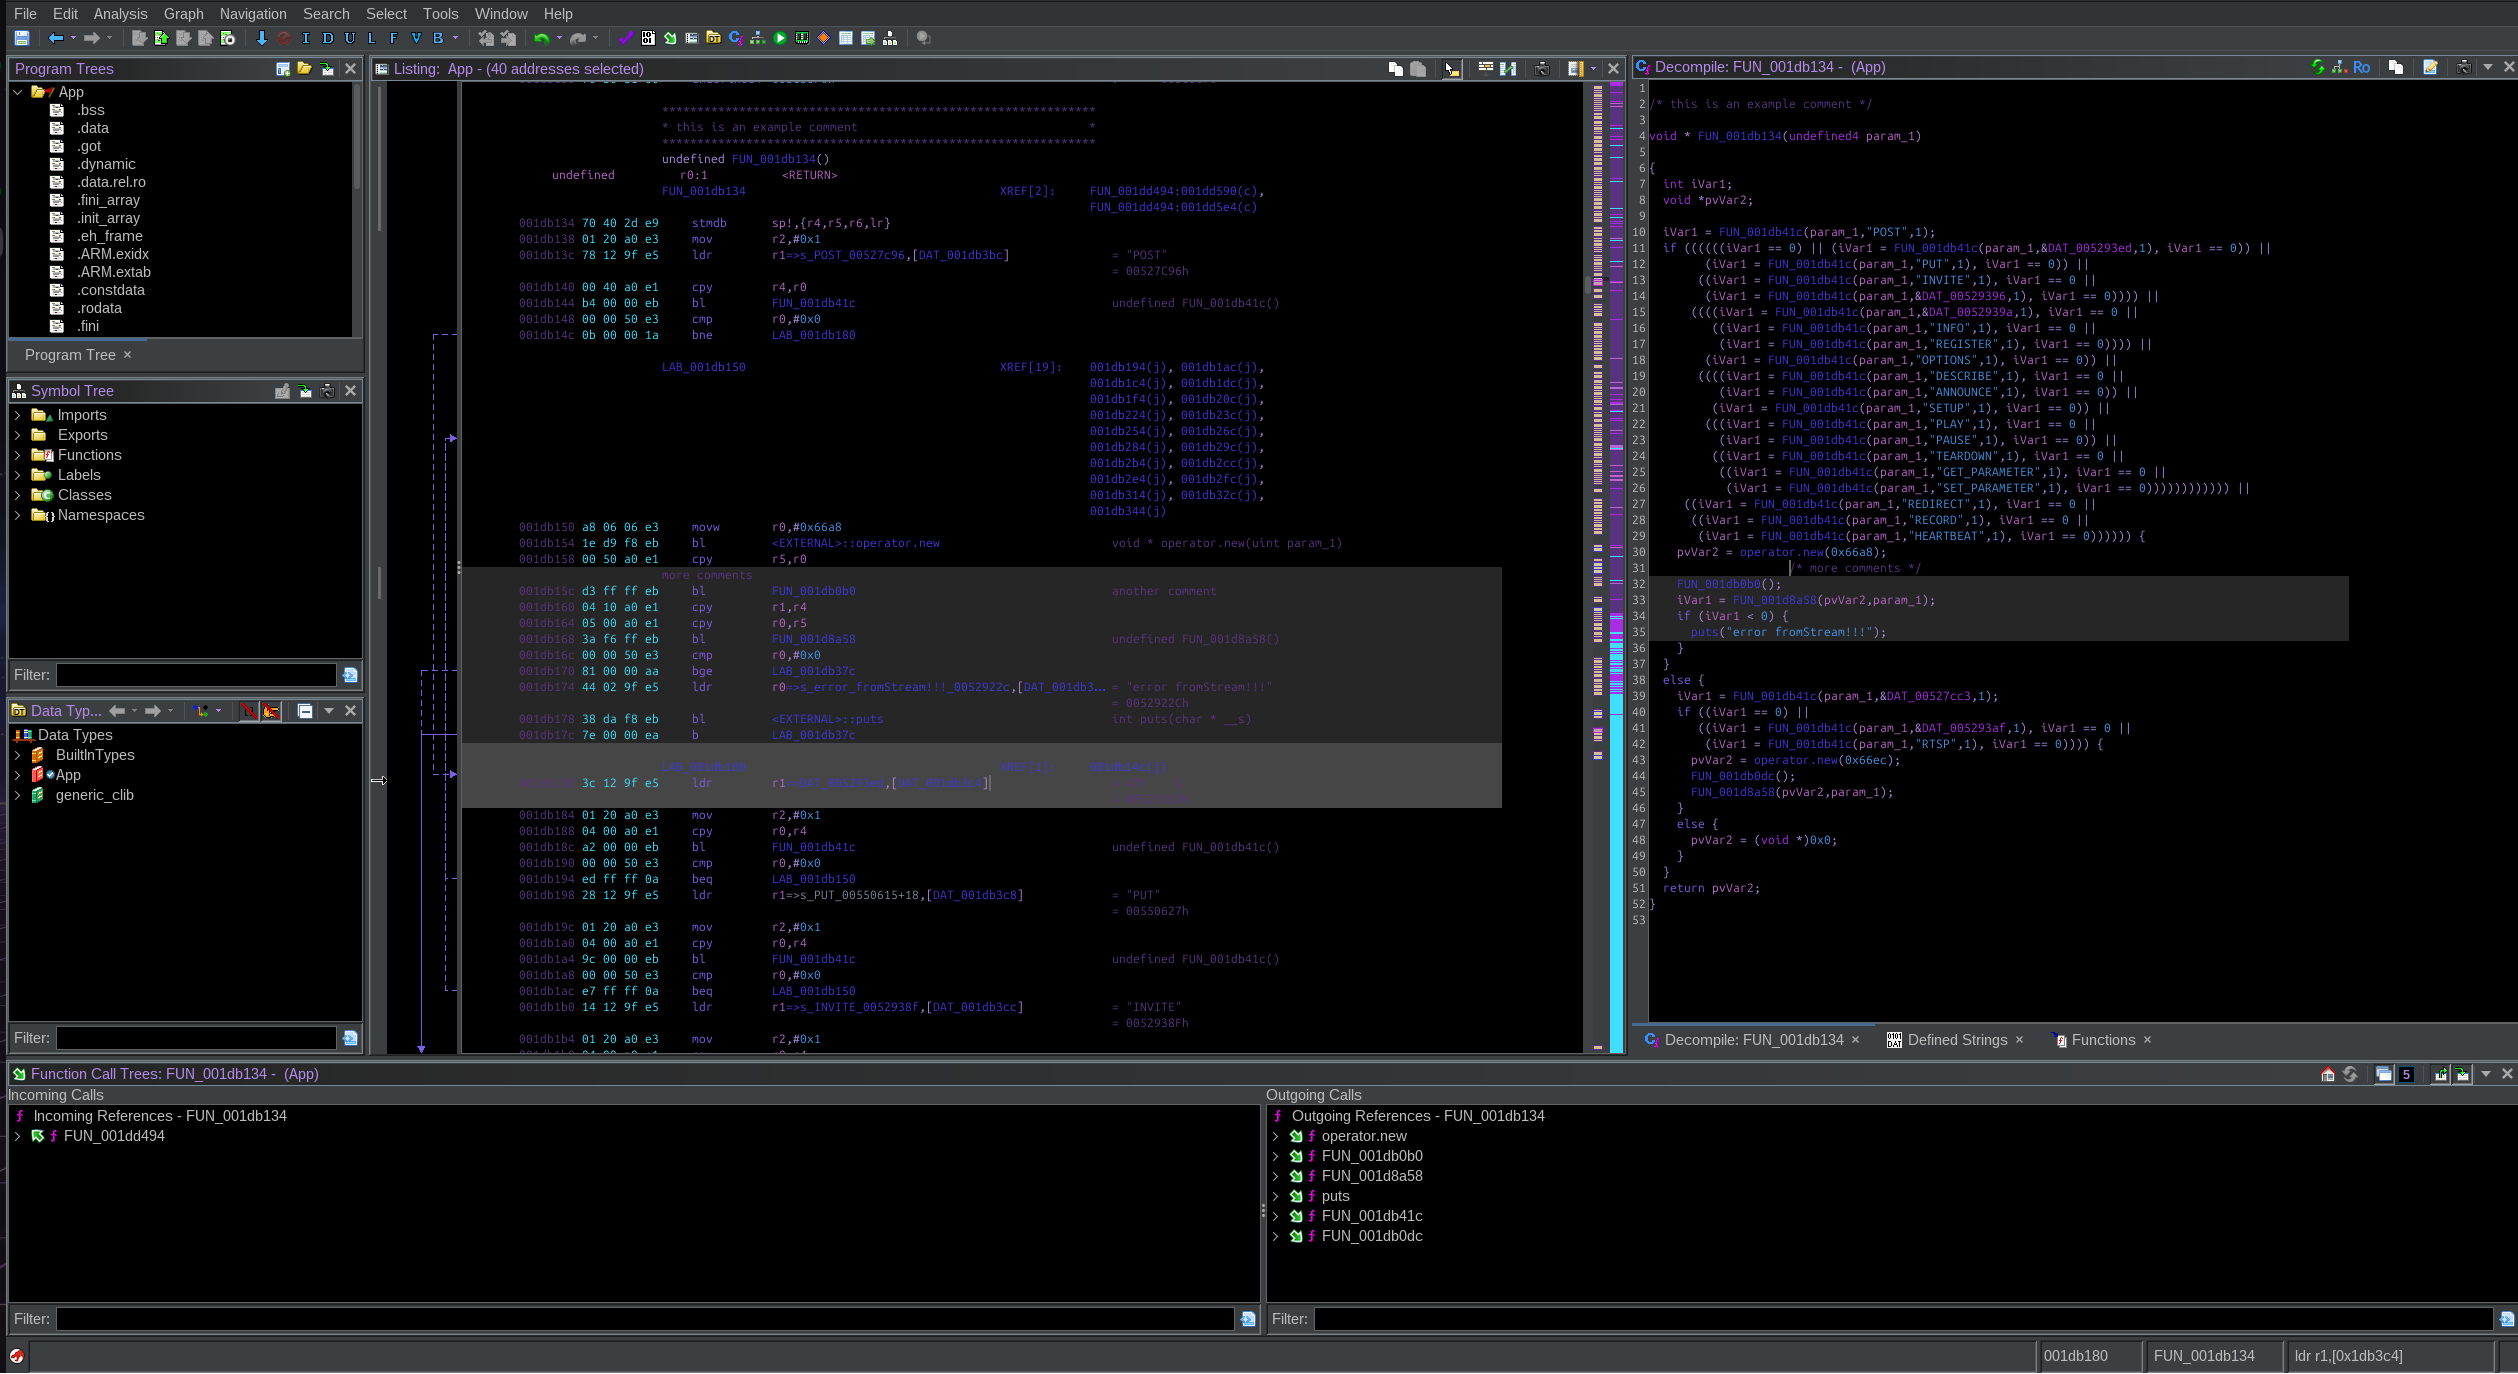 File Edit Analysis Graph Navigation Search Select Tools Window Help
I D U L F V B
Program Trees
App
.bss
.data
.got
.dynamic
.data.rel.ro
.fini_array
.init_array
.eh_frame
.ARM.exidx
.ARM.extab
.constdata
.rodata
.fini
Program Tree ×
Symbol Tree
Imports
Exports
Functions
Labels
Classes
Namespaces
Filter:
Data Typ...
Data Types
BuiltInTypes
App
generic_clib
Filter:
Listing: App - (40 addresses selected)
**************************************************************
* this is an example comment *
**************************************************************
undefined FUN_001db134()
undefined r0:1 <RETURN>
FUN_001db134 XREF[2]: FUN_001dd494:001dd590(c),
FUN_001dd494:001dd5e4(c)
001db134 70 40 2d e9 stmdb sp!,{r4,r5,r6,lr}
001db138 01 20 a0 e3 mov r2,#0x1
001db13c 78 12 9f e5 ldr r1=>s_POST_00527c96,[DAT_001db3bc] = "POST"
= 00527C96h
001db140 00 40 a0 e1 cpy r4,r0
001db144 b4 00 00 eb bl FUN_001db41c undefined FUN_001db41c()
001db148 00 00 50 e3 cmp r0,#0x0
001db14c 0b 00 00 1a bne LAB_001db180
LAB_001db150 XREF[19]: 001db194(j), 001db1ac(j),
001db1c4(j), 001db1dc(j),
001db1f4(j), 001db20c(j),
001db224(j), 001db23c(j),
001db254(j), 001db26c(j),
001db284(j), 001db29c(j),
001db2b4(j), 001db2cc(j),
001db2e4(j), 001db2fc(j),
001db314(j), 001db32c(j),
001db344(j)
001db150 a8 06 06 e3 movw r0,#0x66a8
001db154 1e d9 f8 eb bl <EXTERNAL>::operator.new void * operator.new(uint param_1)
001db158 00 50 a0 e1 cpy r5,r0
more comments
001db15c d3 ff ff eb bl FUN_001db0b0 another comment
001db160 04 10 a0 e1 cpy r1,r4
001db164 05 00 a0 e1 cpy r0,r5
001db168 3a f6 ff eb bl FUN_001d8a58 undefined FUN_001d8a58()
001db16c 00 00 50 e3 cmp r0,#0x0
001db170 81 00 00 aa bge LAB_001db37c
001db174 44 02 9f e5 ldr r0=>s_error_fromStream!!!_0052922c,[DAT_001db3... = "error fromStream!!!"
= 0052922Ch
001db178 38 da f8 eb bl <EXTERNAL>::puts int puts(char * __s)
001db17c 7e 00 00 ea b LAB_001db37c
LAB_001db180 XREF[1]: 001db14c(j)
3c 12 9f e5 ldr
001db184 01 20 a0 e3 mov r2,#0x1
001db188 04 00 a0 e1 cpy r0,r4
001db18c a2 00 00 eb bl FUN_001db41c undefined FUN_001db41c()
001db190 00 00 50 e3 cmp r0,#0x0
001db194 ed ff ff 0a beq LAB_001db150
001db198 28 12 9f e5 ldr r1=>s_PUT_00550615+18,[DAT_001db3c8] = "PUT"
= 00550627h
001db19c 01 20 a0 e3 mov r2,#0x1
001db1a0 04 00 a0 e1 cpy r0,r4
001db1a4 9c 00 00 eb bl FUN_001db41c undefined FUN_001db41c()
001db1a8 00 00 50 e3 cmp r0,#0x0
001db1ac e7 ff ff 0a beq LAB_001db150
001db1b0 14 12 9f e5 ldr r1=>s_INVITE_0052938f,[DAT_001db3cc] = "INVITE"
= 0052938Fh
001db1b4 01 20 a0 e3 mov r2,#0x1
Decompile: FUN_001db134 - (App)
Ro
1
2 /* this is an example comment */
3
4 void * FUN_001db134(undefined4 param_1)
5
6 {
7 int iVar1;
8 void *pvVar2;
9
10 iVar1 = FUN_001db41c(param_1,"POST",1);
11 if ((((((iVar1 == 0) || (iVar1 = FUN_001db41c(param_1,&DAT_005293ed,1), iVar1 == 0)) ||
12 (iVar1 = FUN_001db41c(param_1,"PUT",1), iVar1 == 0)) ||
13 ((iVar1 = FUN_001db41c(param_1,"INVITE",1), iVar1 == 0 ||
14 (iVar1 = FUN_001db41c(param_1,&DAT_00529396,1), iVar1 == 0)))) ||
15 ((((iVar1 = FUN_001db41c(param_1,&DAT_0052939a,1), iVar1 == 0 ||
16 ((iVar1 = FUN_001db41c(param_1,"INFO",1), iVar1 == 0 ||
17 (iVar1 = FUN_001db41c(param_1,"REGISTER",1), iVar1 == 0)))) ||
18 (iVar1 = FUN_001db41c(param_1,"OPTIONS",1), iVar1 == 0)) ||
19 ((((iVar1 = FUN_001db41c(param_1,"DESCRIBE",1), iVar1 == 0 ||
20 (iVar1 = FUN_001db41c(param_1,"ANNOUNCE",1), iVar1 == 0)) ||
21 (iVar1 = FUN_001db41c(param_1,"SETUP",1), iVar1 == 0)) ||
22 (((iVar1 = FUN_001db41c(param_1,"PLAY",1), iVar1 == 0 ||
23 (iVar1 = FUN_001db41c(param_1,"PAUSE",1), iVar1 == 0)) ||
24 ((iVar1 = FUN_001db41c(param_1,"TEARDOWN",1), iVar1 == 0 ||
25 ((iVar1 = FUN_001db41c(param_1,"GET_PARAMETER",1), iVar1 == 0 ||
26 (iVar1 = FUN_001db41c(param_1,"SET_PARAMETER",1), iVar1 == 0)))))))))))) ||
27 ((iVar1 = FUN_001db41c(param_1,"REDIRECT",1), iVar1 == 0 ||
28 ((iVar1 = FUN_001db41c(param_1,"RECORD",1), iVar1 == 0 ||
29 (iVar1 = FUN_001db41c(param_1,"HEARTBEAT",1), iVar1 == 0)))))) {
30 pvVar2 = operator.new(0x66a8);
31 /* more comments */
32 FUN_001db0b0();
33 iVar1 = FUN_001d8a58(pvVar2,param_1);
34 if (iVar1 < 0) {
35 puts("error fromStream!!!");
36 }
37 }
38 else {
39 iVar1 = FUN_001db41c(param_1,&DAT_00527cc3,1);
40 if ((iVar1 == 0) ||
41 ((iVar1 = FUN_001db41c(param_1,&DAT_005293af,1), iVar1 == 0 ||
42 (iVar1 = FUN_001db41c(param_1,"RTSP",1), iVar1 == 0)))) {
43 pvVar2 = operator.new(0x66ec);
44 FUN_001db0dc();
45 FUN_001d8a58(pvVar2,param_1);
46 }
47 else {
48 pvVar2 = (void *)0x0;
49 }
50 }
51 return pvVar2;
52 }
53
Decompile: FUN_001db134 × Defined Strings × Functions ×
Function Call Trees: FUN_001db134 - (App)
5
Incoming Calls
Incoming References - FUN_001db134
FUN_001dd494
Filter:
Outgoing Calls
Outgoing References - FUN_001db134
operator.new
FUN_001db0b0
FUN_001d8a58
puts
FUN_001db41c
FUN_001db0dc
Filter:
001db180 FUN_001db134 ldr r1,[0x1db3c4]